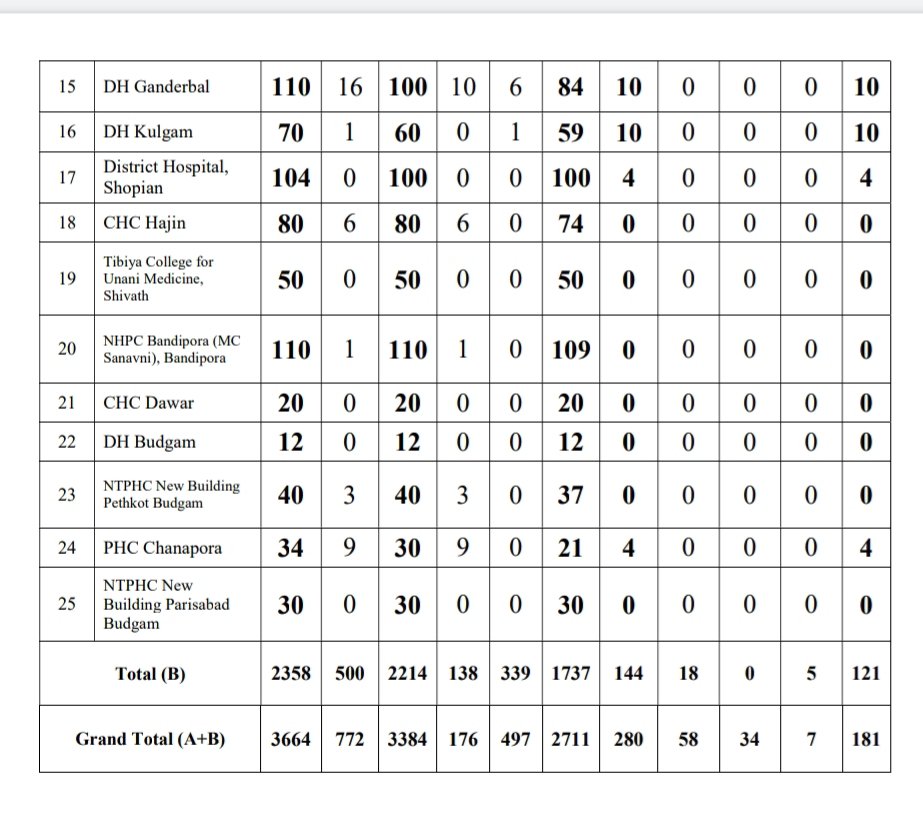 15 DH Ganderbal 110 16 100 10 6 84 10 0 0 0 10
16 DH Kulgam 70 1 60 0 1 59 10 0 0 0 10
17 District Hospital, Shopian 104 0 100 0 0 100 4 0 0 0 4
18 CHC Hajin 80 6 80 6 0 74 0 0 0 0 0
19 Tibiya College for Unani Medicine, Shivath 50 0 50 0 0 50 0 0 0 0 0
20 NHPC Bandipora (MC Sanavni), Bandipora 110 1 110 1 0 109 0 0 0 0 0
21 CHC Dawar 20 0 20 0 0 20 0 0 0 0 0
22 DH Budgam 12 0 12 0 0 12 0 0 0 0 0
23 NTPHC New Building Pethkot Budgam 40 3 40 3 0 37 0 0 0 0 0
24 PHC Chanapora 34 9 30 9 0 21 4 0 0 0 4
25 NTPHC New Building Parisabad Budgam 30 0 30 0 0 30 0 0 0 0 0
Total (B) 2358 500 2214 138 339 1737 144 18 0 5 121
Grand Total (A+B) 3664 772 3384 176 497 2711 280 58 34 7 181